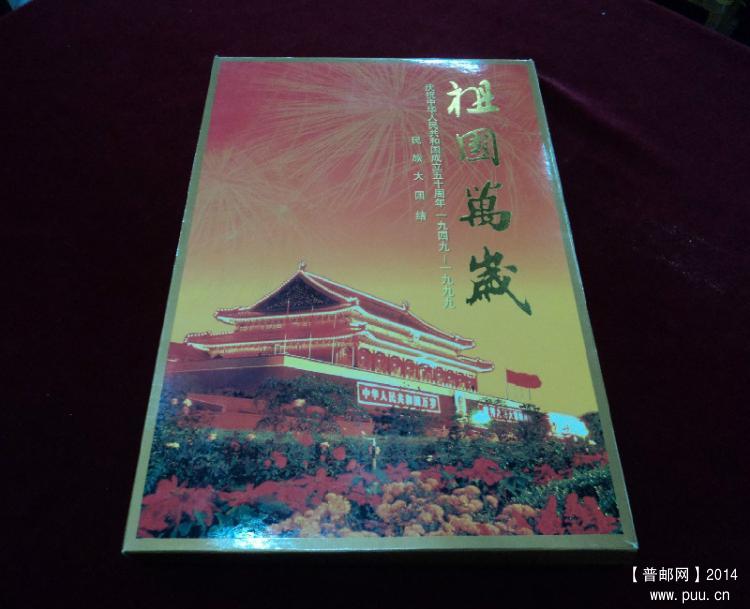 祖國萬歲
庆祝中华人民共和国成立五十周年 一九四九—一九九九
民族大团结
中华人民共和国万岁
【普邮网】2014
www.puu.cn